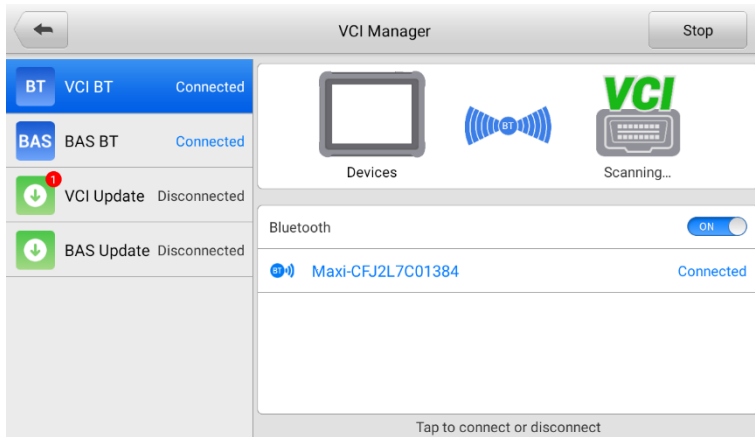 VCI Manager
Stop
BT VCI BT Connected
BAS BAS BT Connected
1
VCI Update Disconnected
BAS Update Disconnected
VCI
BT
Devices
Scanning...
Bluetooth
ON
BT Maxi-CFJ2L7C01384 Connected
Tap to connect or disconnect